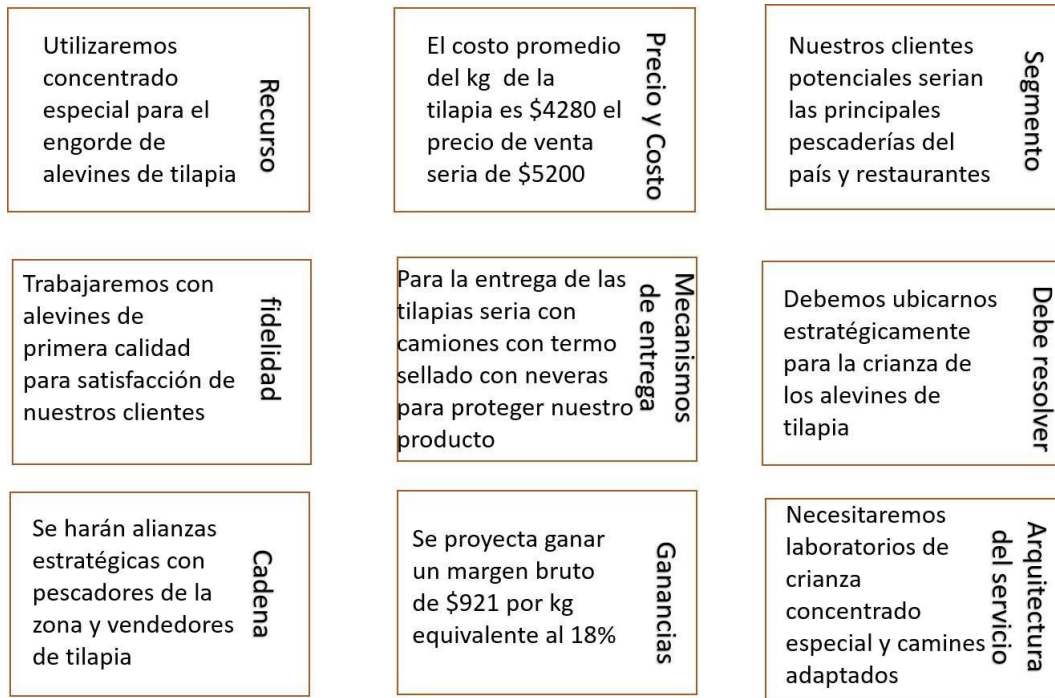 Utilizaremos
concentrado
especial para el
engorde de
alevines de tilapia
Recurso
El costo promedio
del kg de la
tilapia es $4280 el
precio de venta
seria de $5200
Precio y Costo
Nuestros clientes
potenciales serian
las principales
pescaderías del
país y restaurantes
Segmento
Trabajaremos con
alevines de
primera calidad
para satisfacción de
nuestros clientes
fidelidad
Para la entrega de las
tilapias seria con
camiones con termo
sellado con neveras
para proteger nuestro
producto
Mecanismos
de entrega
Debemos ubicarnos
estratégicamente
para la crianza de
los alevines de
tilapia
Debe resolver
Se harán alianzas
estratégicas con
pescadores de la
zona y vendedores
de tilapia
Cadena
Se proyecta ganar
un margen bruto
de $921 por kg
equivalente al 18%
Ganancias
Necesitaremos
laboratorios de
crianza
concentrado
especial y camines
adaptados
Arquitectura
del servicio